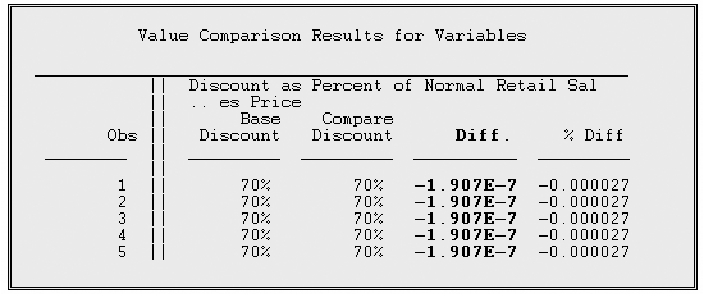 Value Comparison Results for Variables
|| Discount as Percent of Normal Retail Sal
|| .. es Price
|| Base Compare
Obs || Discount Discount Diff. % Diff
1 || 70% 70% -1.907E-7 -0.000027
2 || 70% 70% -1.907E-7 -0.000027
3 || 70% 70% -1.907E-7 -0.000027
4 || 70% 70% -1.907E-7 -0.000027
5 || 70% 70% -1.907E-7 -0.000027